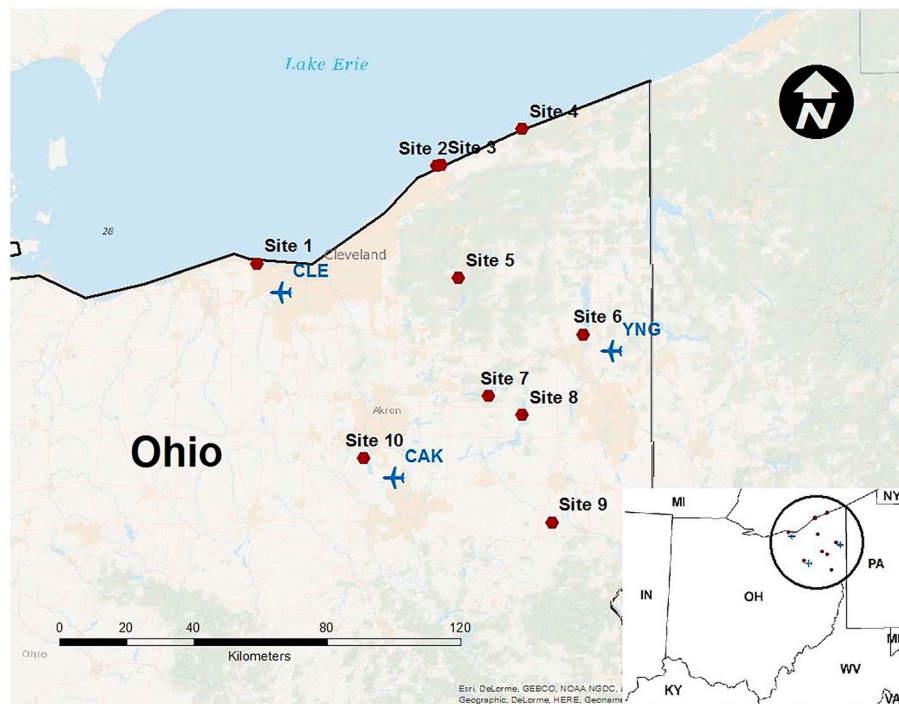 Lake Erie
N
Site 4
Site 2
Site 3
26
Site 1
Cleveland
CLE
Site 5
Site 6
YNG
Site 7
Akron
Site 8
Ohio
Site 10
CAK
Site 9
MI
NY
PA
IN
OH
WV
KY
VA
0 20 40 80 120
Kilometers
Ohio
Esri, DeLorme, GEBCO, NOAA NGDC,
Geographic, DeLorme, HERE, Geoname